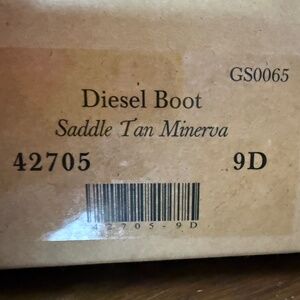 GS0065
Diesel Boot
Saddle Tan Minerva
42705 9D
42705-9D